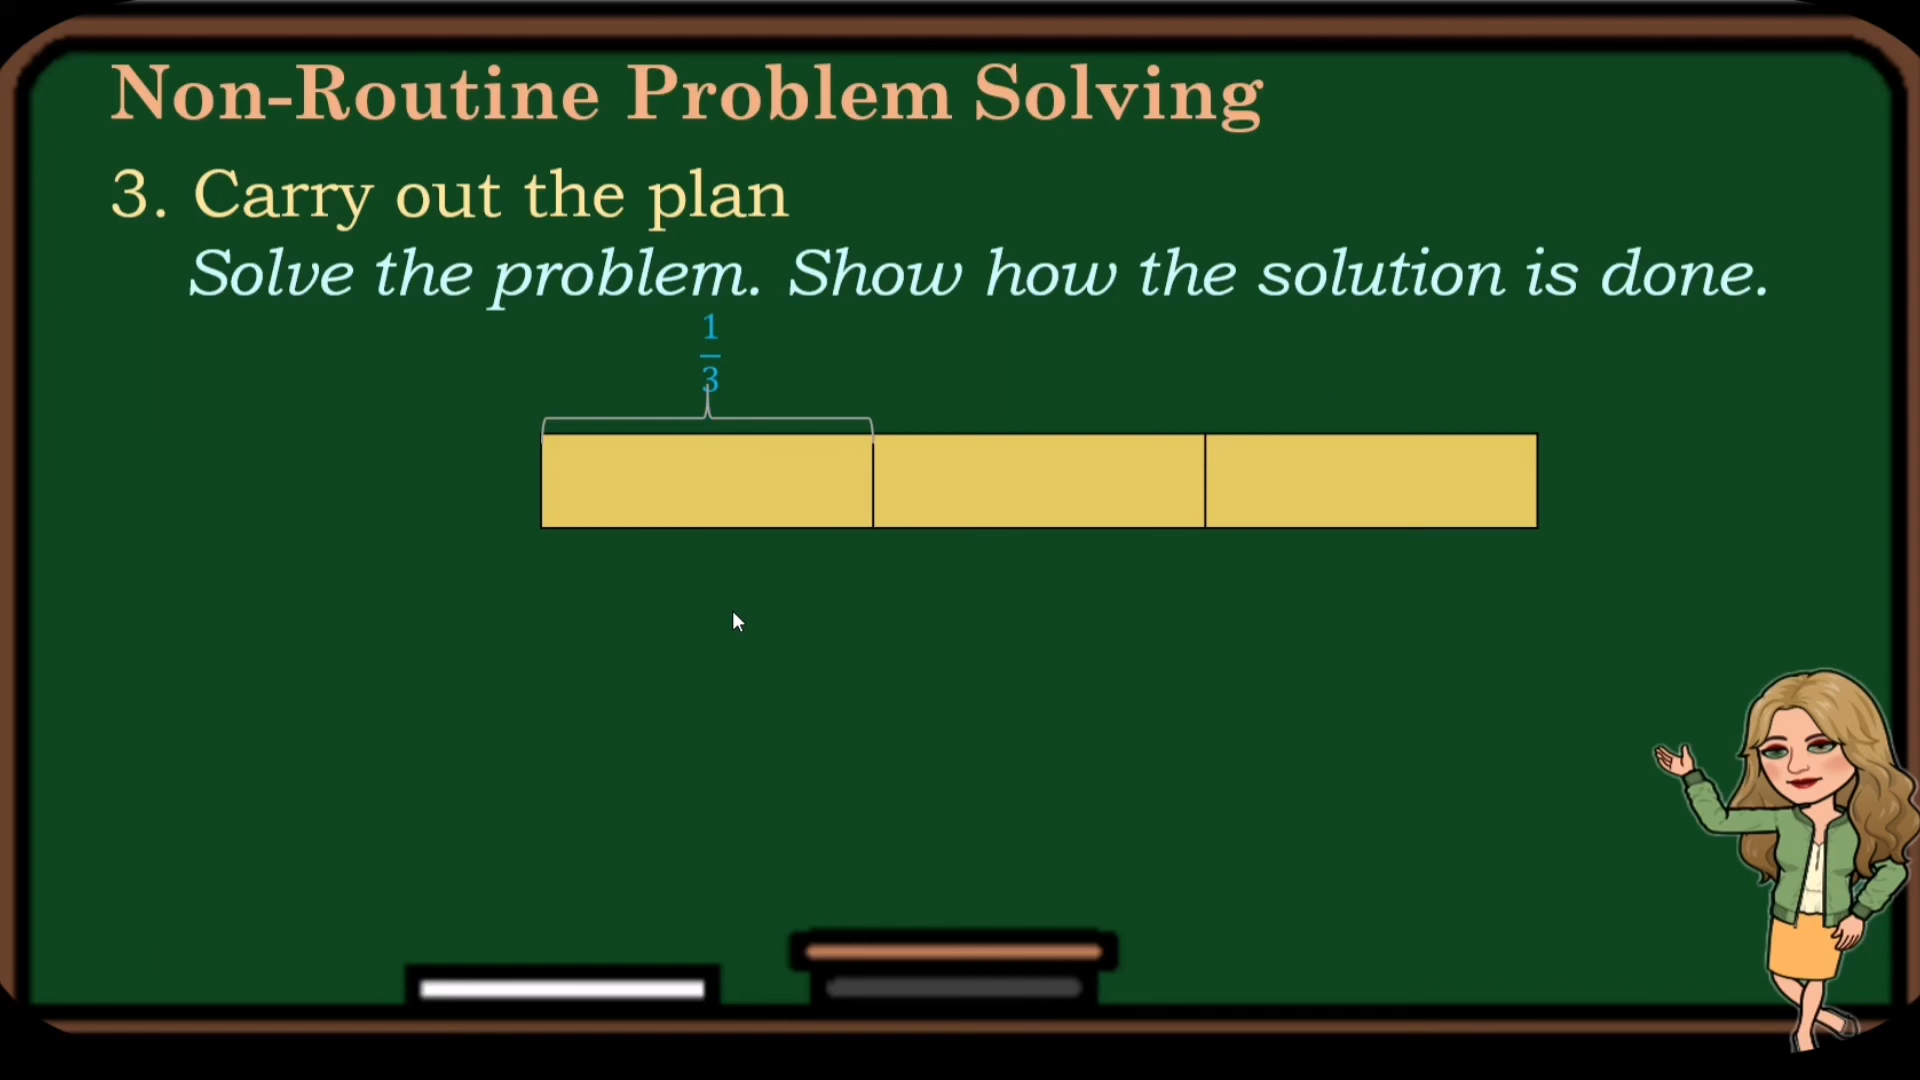 Non-Routine Problem Solving
3. Carry out the plan
Solve the problem. Show how the solution is done.
1
3